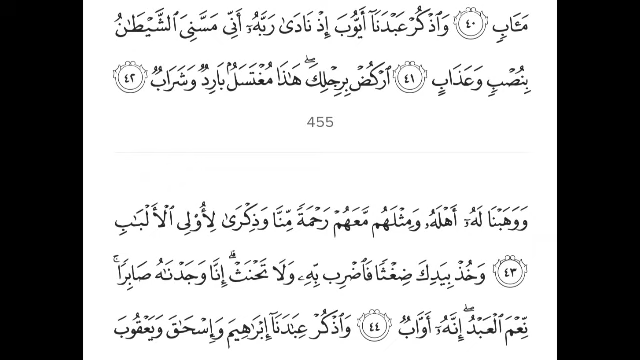 مَـَٔابٖ ٤٠ وَٱذۡكُرۡ عَبۡدَنَآ أَيُّوبَ إِذۡ نَادَىٰ رَبَّهُۥٓ أَنِّي مَسَّنِيَ ٱلشَّيۡطَٰنُ
بِنُصۡبٖ وَعَذَابٍ ٤١ ٱرۡكُضۡ بِرِجۡلِكَۖ هَٰذَا مُغۡتَسَلُۢ بَارِدٞ وَشَرَابٞ ٤٢
455
وَوَهَبۡنَا لَهُۥٓ أَهۡلَهُۥ وَمِثۡلَهُم مَّعَهُمۡ رَحۡمَةٗ مِّنَّا وَذِكۡرَىٰ لِأُوْلِي ٱلۡأَلۡبَٰبِ
٤٣ وَخُذۡ بِيَدِكَ ضِغۡثٗا فَٱضۡرِب بِّهِۦ وَلَا تَحۡنَثۡۗ إِنَّا وَجَدۡنَٰهُ صَابِرٗاۚ
نِّعۡمَ ٱلۡعَبۡدُ إِنَّهُۥٓ أَوَّابٞ ٤٤ وَٱذۡكُرۡ عِبَٰدَنَآ إِبۡرَٰهِيمَ وَإِسۡحَٰقَ وَيَعۡقُوبَ